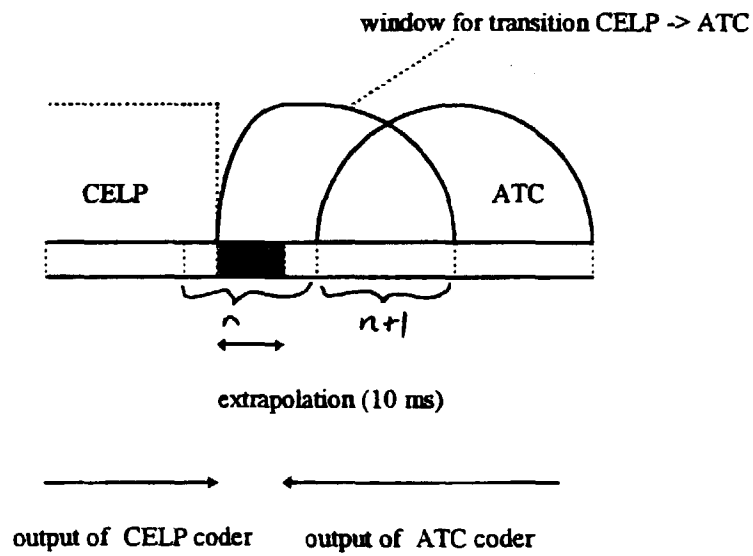 window for transition CELP -> ATC
CELP
ATC
n
n+1
extrapolation (10 ms)
output of CELP coder
output of ATC coder